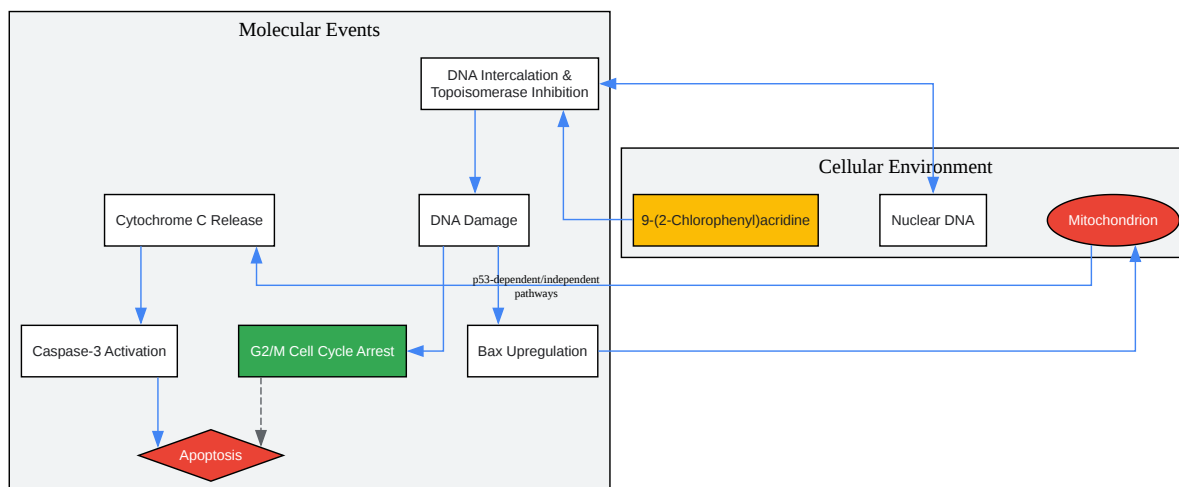 Molecular Events
DNA Intercalation &
Topoisomerase Inhibition
Cellular Environment
Cytochrome C Release
DNA Damage
9-(2-Chlorophenyl)acridine
Nuclear DNA
Mitochondrion
p53-dependent/independent
pathways
Caspase-3 Activation
G2/M Cell Cycle Arrest
Bax Upregulation
Apoptosis